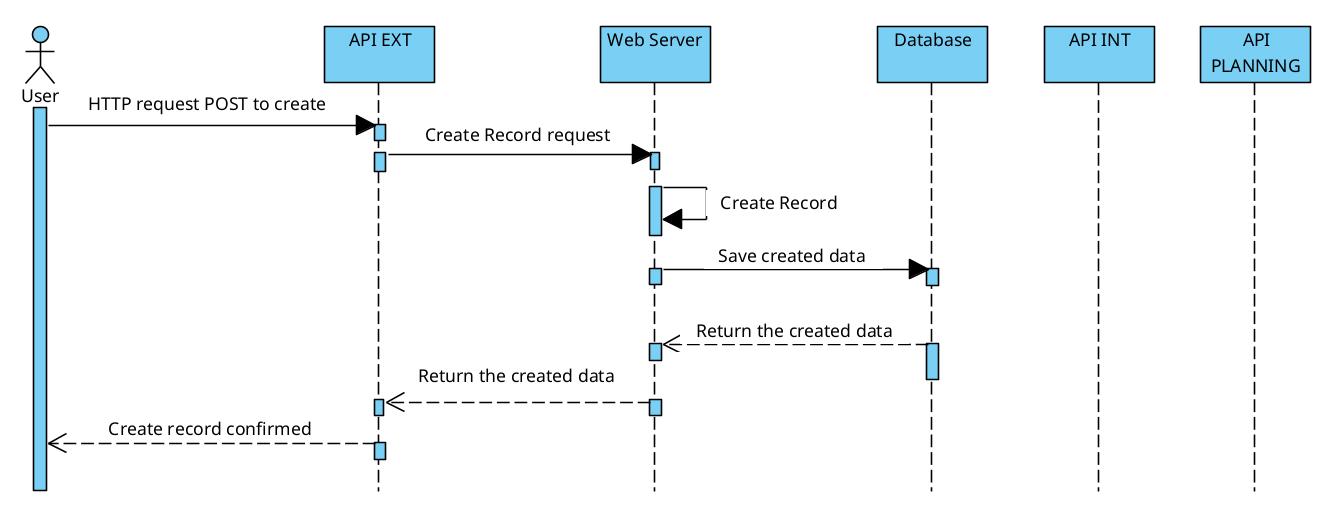 User
API EXT
Web Server
Database
API INT
API
PLANNING
HTTP request POST to create
Create Record request
Create Record
Save created data
Return the created data
Return the created data
Create record confirmed